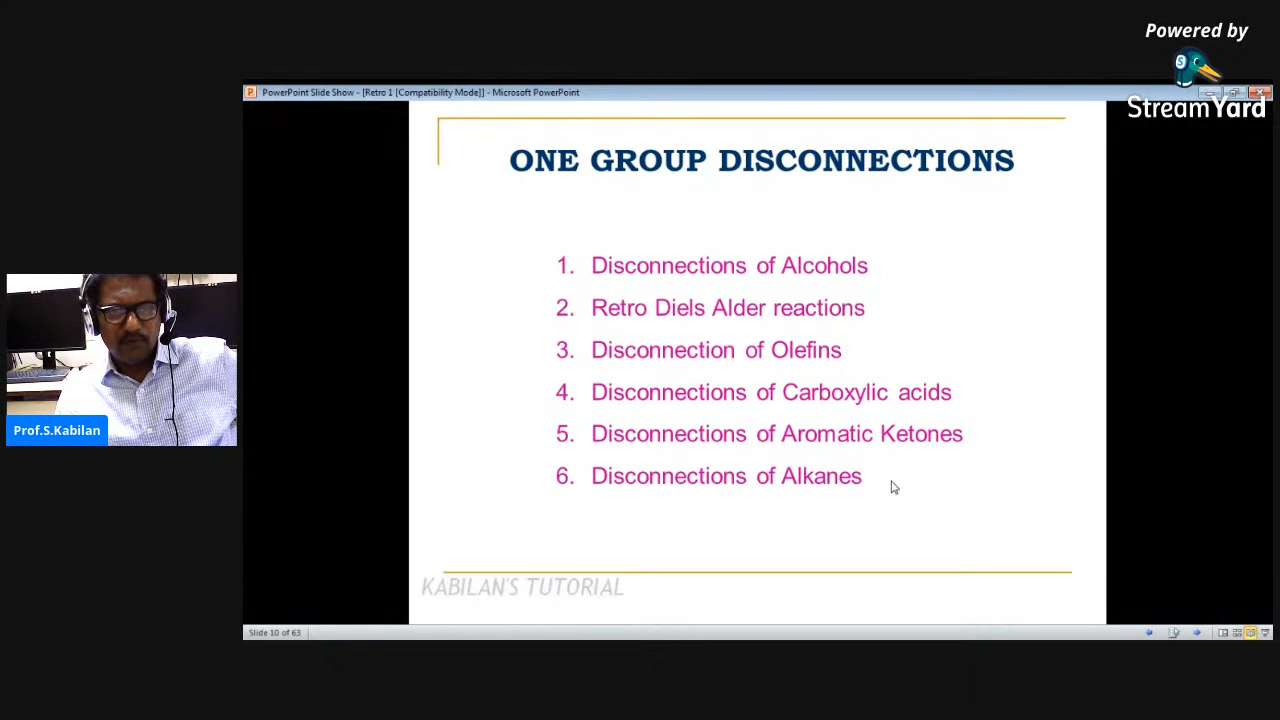 Powered by
StreamYard
PowerPoint Slide Show - [Retro 1 [Compatibility Mode]] - Microsoft PowerPoint
ONE GROUP DISCONNECTIONS
1. Disconnections of Alcohols
2. Retro Diels Alder reactions
3. Disconnection of Olefins
4. Disconnections of Carboxylic acids
5. Disconnections of Aromatic Ketones
6. Disconnections of Alkanes
Prof.S.Kabilan
KABILAN'S TUTORIAL
Slide 10 of 63